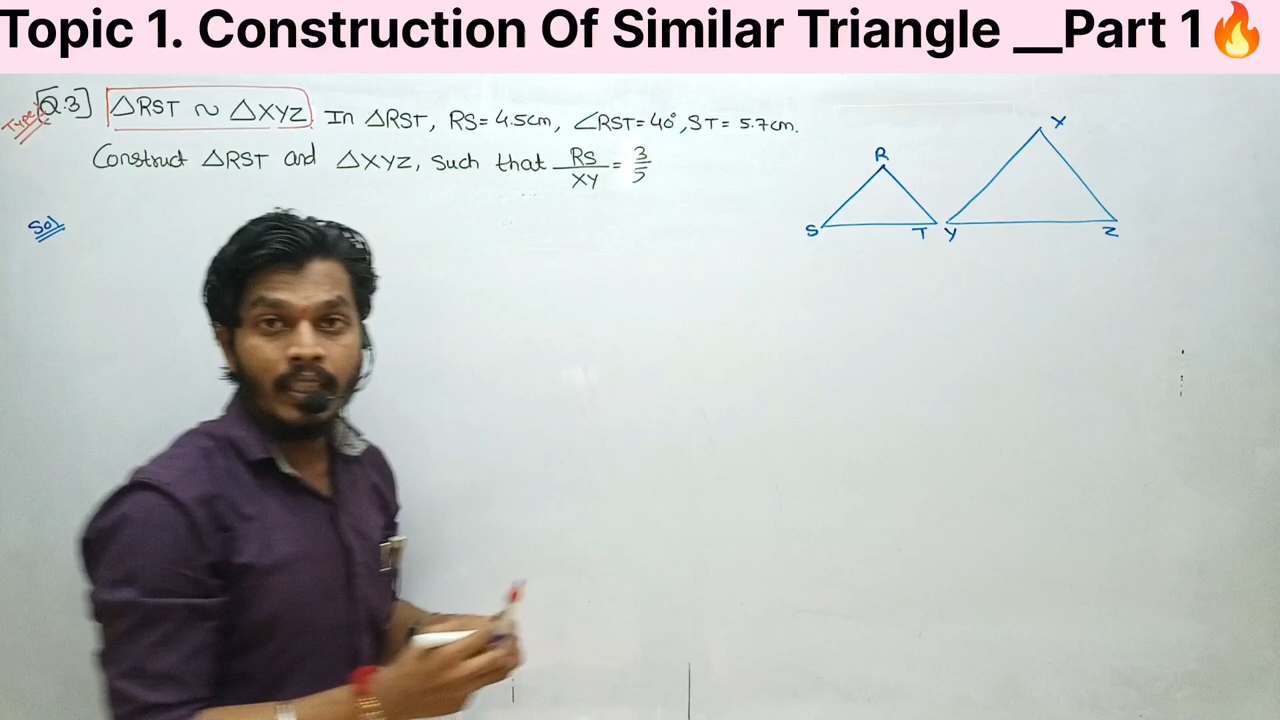 Topic 1. Construction Of Similar Triangle __Part 1🔥
Type
[Q.3] △RST ~ △XYZ. In △RST, RS = 4.5cm, ∠RST = 40°, ST = 5.7cm.
Construct △RST and △XYZ, Such that RS/XY = 3/5
Sol
R
X
S T Y Z